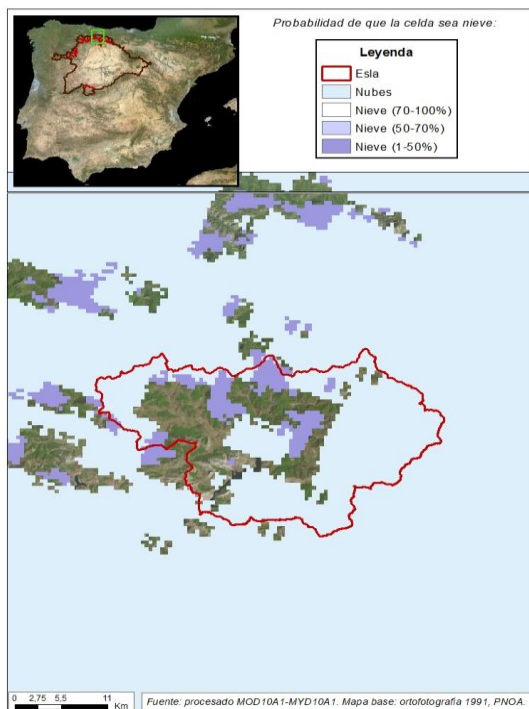 Probabilidad de que la celda sea nieve:
Leyenda
Esla
Nubes
Nieve (70-100%)
Nieve (50-70%)
Nieve (1-50%)
0 2,75 5,5 11
Km
Fuente: procesado MOD10A1-MYD10A1. Mapa base: ortofotografia 1991, PNOA.